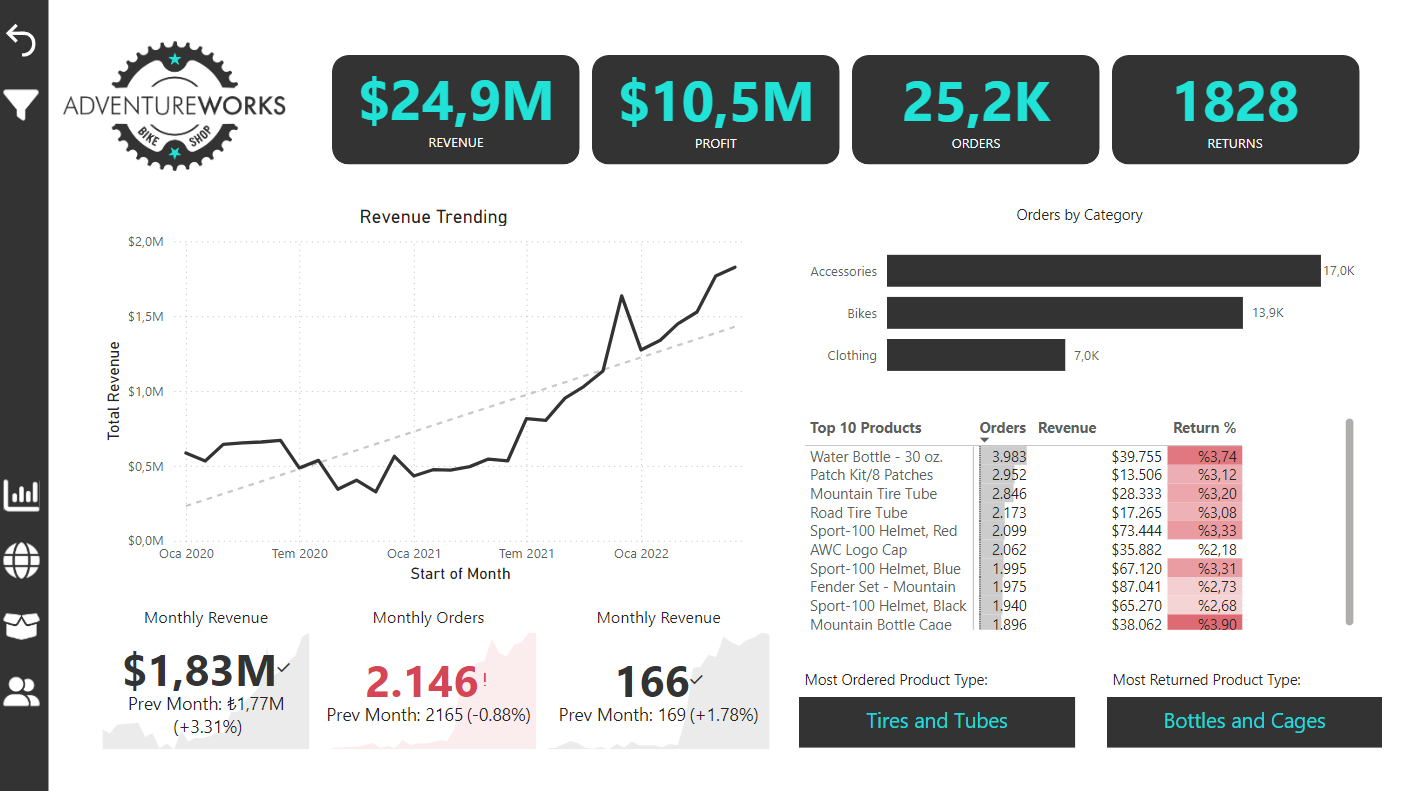 ADVENTUREWORKS
BIKE SHOP
$24,9M
REVENUE
$10,5M
PROFIT
25,2K
ORDERS
1828
RETURNS
Revenue Trending
Total Revenue
$2,0M
$1,5M
$1,0M
$0,5M
$0,0M
Oca 2020 Tem 2020 Oca 2021 Tem 2021 Oca 2022
Start of Month
Orders by Category
Accessories 17,0K
Bikes 13,9K
Clothing 7,0K
Top 10 Products Orders Revenue Return %
Water Bottle - 30 oz. 3.983 $39.755 %3,74
Patch Kit/8 Patches 2.952 $13.506 %3,12
Mountain Tire Tube 2.846 $28.333 %3,20
Road Tire Tube 2.173 $17.265 %3,08
Sport-100 Helmet, Red 2.099 $73.444 %3,33
AWC Logo Cap 2.062 $35.882 %2,18
Sport-100 Helmet, Blue 1.995 $67.120 %3,31
Fender Set - Mountain 1.975 $87.041 %2,73
Sport-100 Helmet, Black 1.940 $65.270 %2,68
Mountain Bottle Cage 1.896 $38.062 %3,90
Monthly Revenue
$1,83M
Prev Month: ₺1,77M
(+3.31%)
Monthly Orders
2.146!
Prev Month: 2165 (-0.88%)
Monthly Revenue
166
Prev Month: 169 (+1.78%)
Most Ordered Product Type:
Tires and Tubes
Most Returned Product Type:
Bottles and Cages